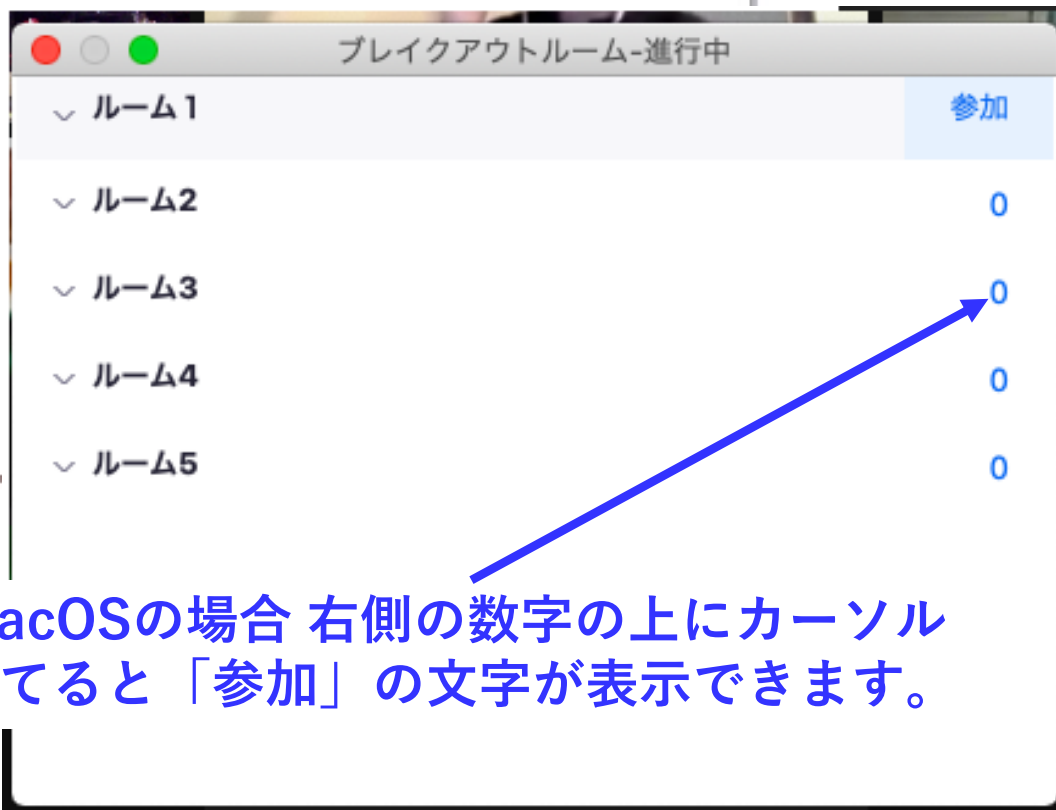 ブレイクアウトルーム-進行中
ルーム1 参加
ルーム2 0
ルーム3 0
ルーム4 0
ルーム5 0
acOSの場合 右側の数字の上にカーソル
てると「参加」の文字が表示できます。